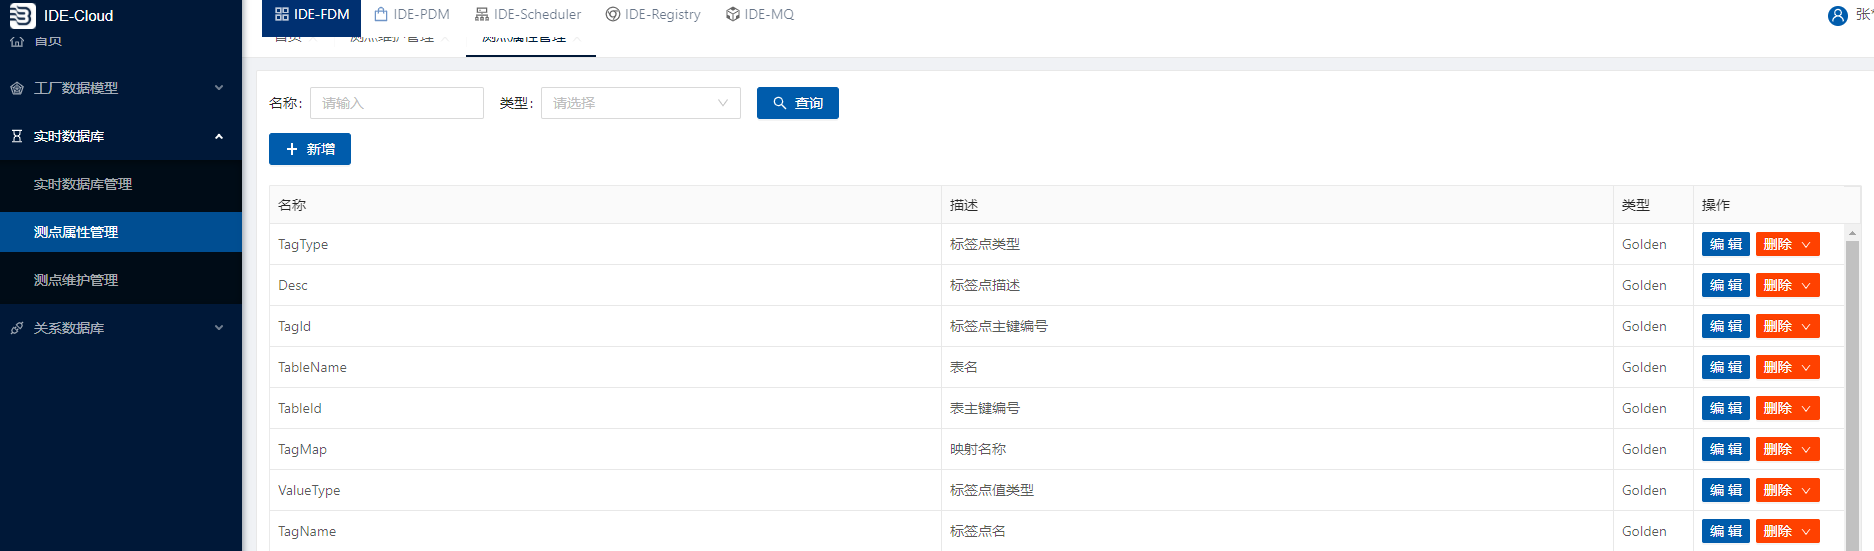 IDE-Cloud
IDE-FDM IDE-PDM IDE-Scheduler IDE-Registry IDE-MQ 张
首页
首页 测点维护管理 测点属性管理
工厂数据模型
实时数据库
实时数据库管理
测点属性管理
测点维护管理
关系数据库
名称: 请输入 类型: 请选择 查询
新增
名称 描述 类型 操作
TagType 标签点类型 Golden 编 辑 删除
Desc 标签点描述 Golden 编 辑 删除
TagId 标签点主键编号 Golden 编 辑 删除
TableName 表名 Golden 编 辑 删除
TableId 表主键编号 Golden 编 辑 删除
TagMap 映射名称 Golden 编 辑 删除
ValueType 标签点值类型 Golden 编 辑 删除
TagName 标签点名 Golden 编 辑 删除